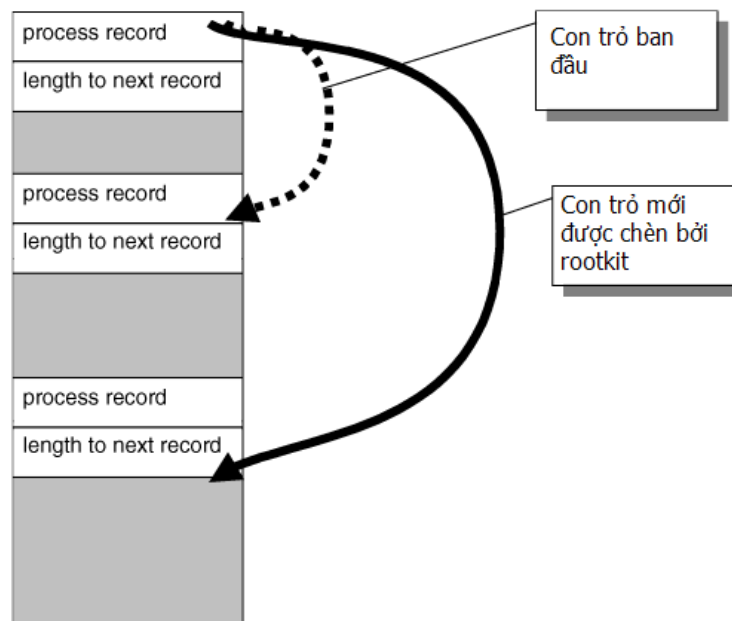 process record
length to next record
process record
length to next record
process record
length to next record
Con trỏ ban
đầu
Con trỏ mới
được chèn bởi
rootkit